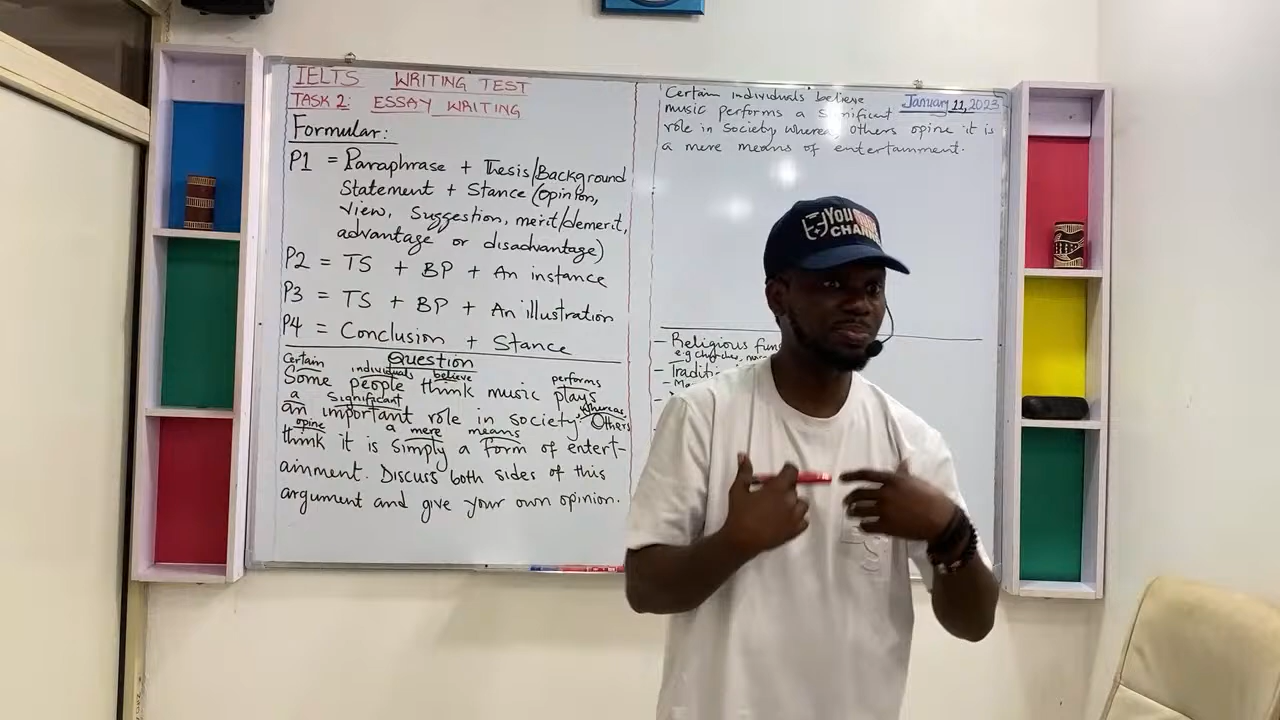 IELTS WRITING TEST
TASK 2: ESSAY WRITING
Formular:
P1 = Paraphrase + Thesis/Background
Statement + Stance (opinion,
view, suggestion, merit/demerit,
advantage or disadvantage)
P2 = TS + BP + An instance
P3 = TS + BP + An illustration
P4 = Conclusion + Stance
Question
Certain individuals believe performs
Some people think music plays
a significant whereas,
an important role in society. Others
opine a mere means
think it is simply a form of entert-
ainment. Discuss both sides of this
argument and give your own opinion.
January 11, 2023
Certain individuals believe
music performs a significant
role in society whereas, others opine it is
a mere means of entertainment.
- Religious
e.g churches,
-
-
YOU
CHANN